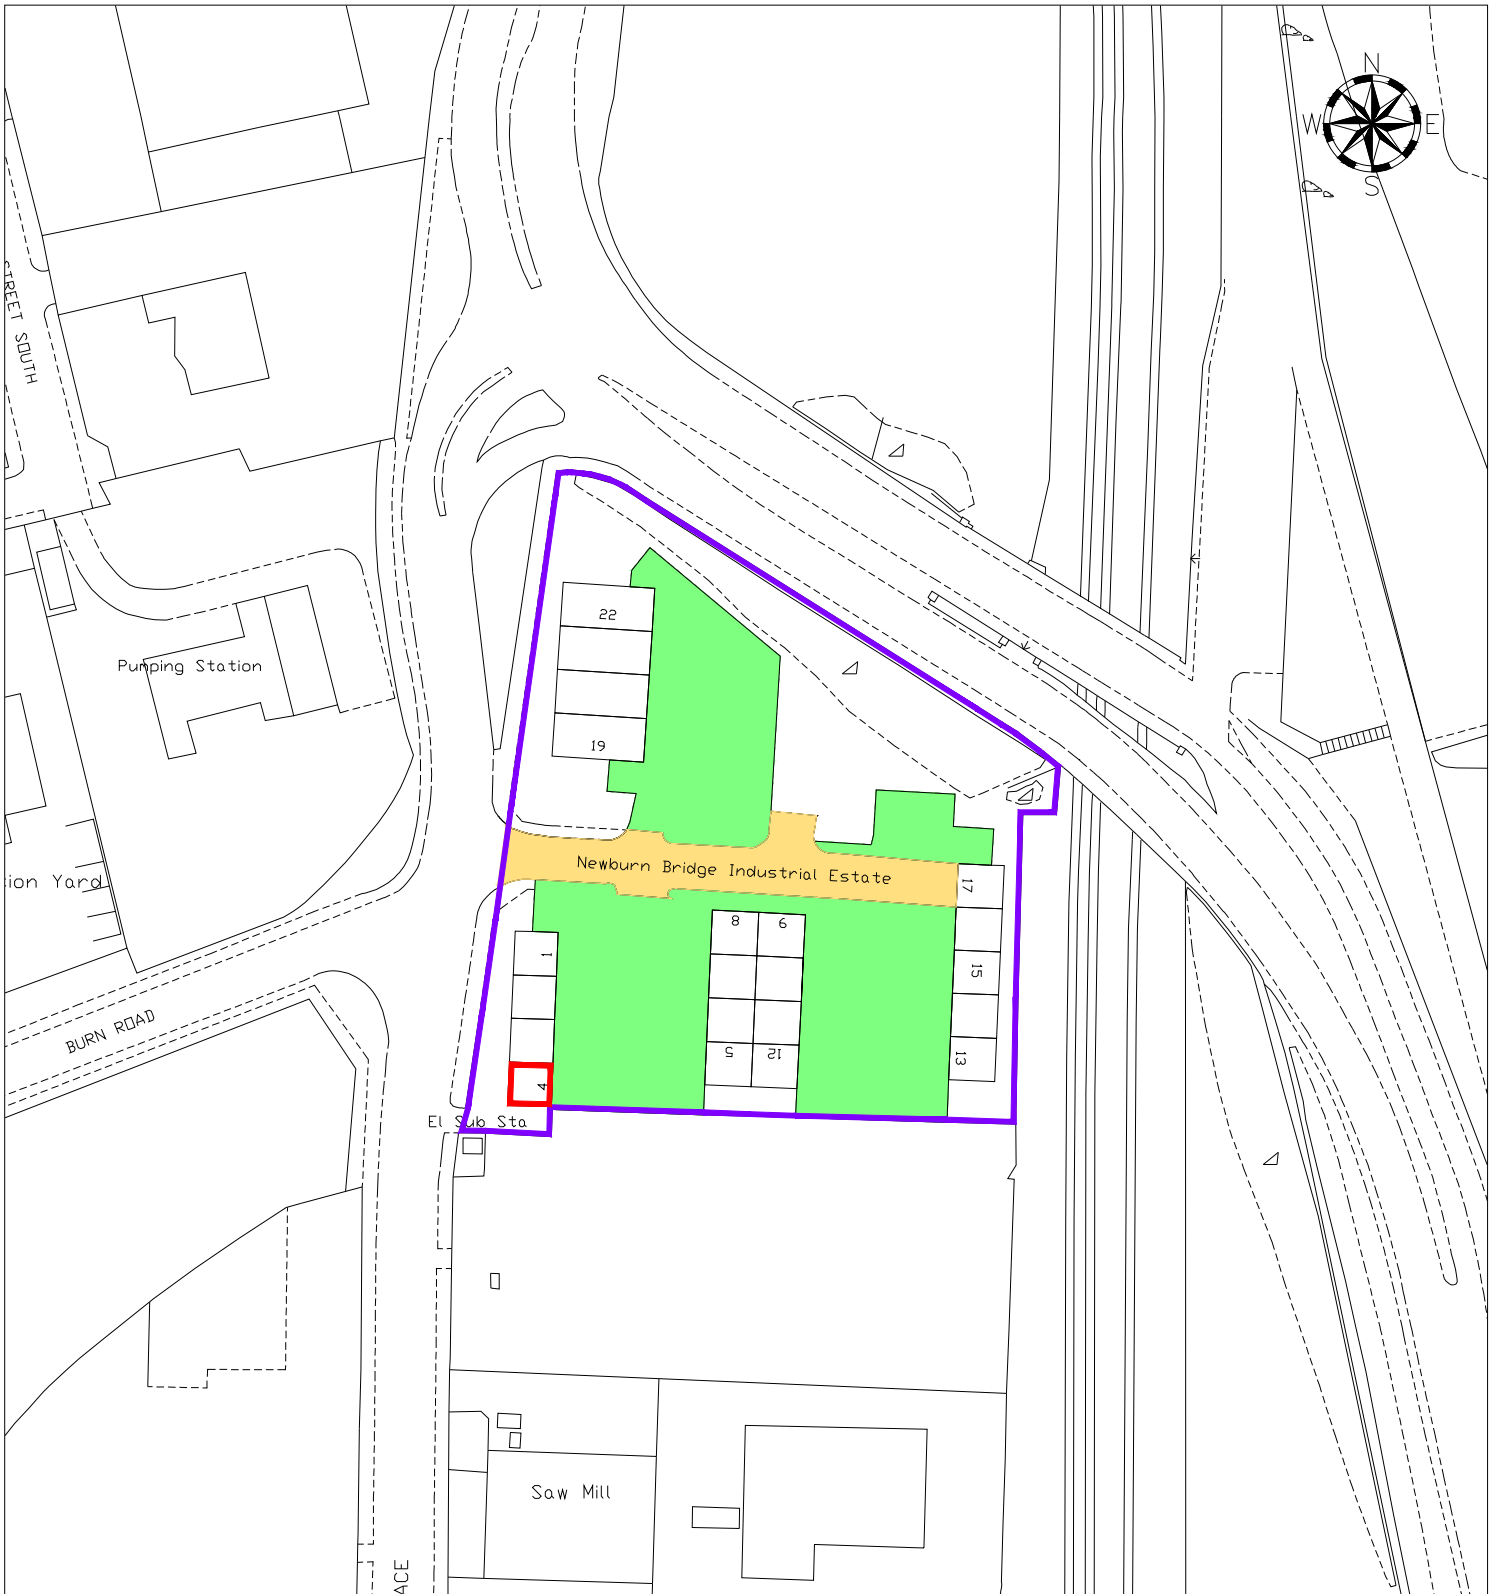 N
W E
S
STREET SOUTH
22
Pumping Station
19
Newburn Bridge Industrial Estate
17
ion Yard
8 9
1
15
BURN ROAD
5 12
13
4
El Sub Sta
Saw Mill
ACE